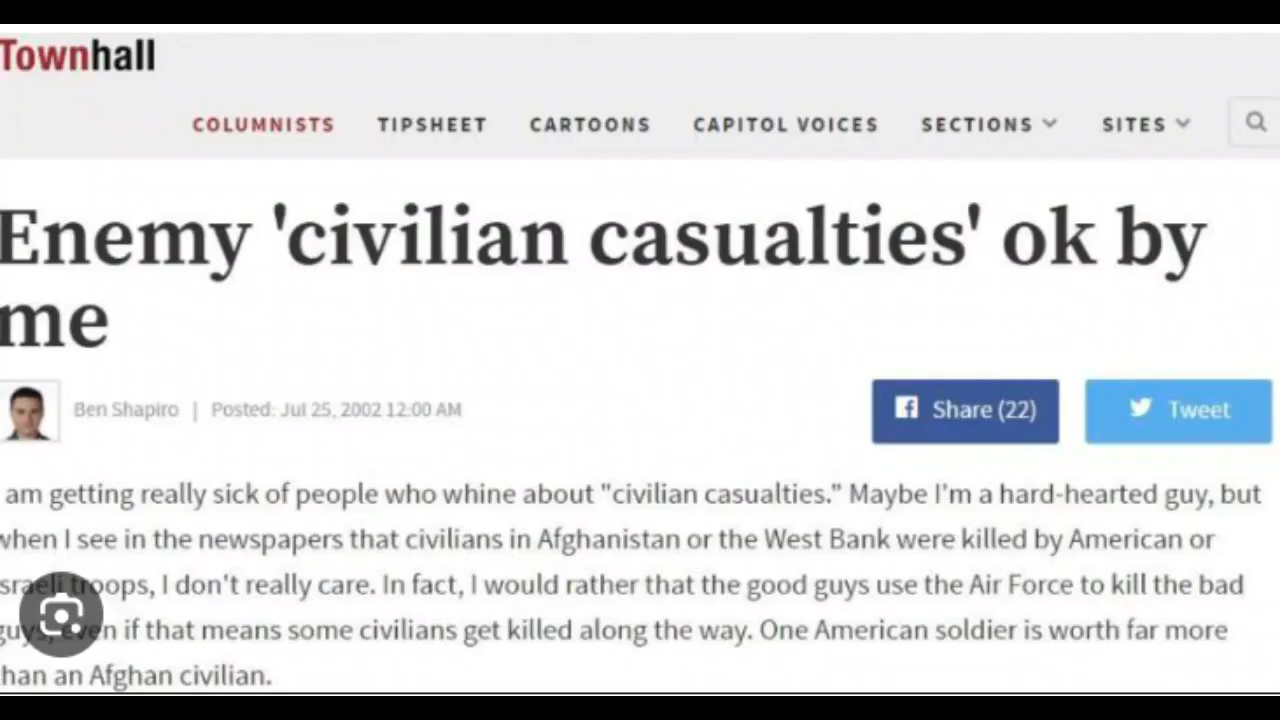 Townhall
COLUMNISTS TIPSHEET CARTOONS CAPITOL VOICES SECTIONS SITES
Enemy 'civilian casualties' ok by
me
Ben Shapiro | Posted: Jul 25, 2002 12:00 AM
Share (22) Tweet
am getting really sick of people who whine about "civilian casualties." Maybe I'm a hard-hearted guy, but
when I see in the newspapers that civilians in Afghanistan or the West Bank were killed by American or
Israeli troops, I don't really care. In fact, I would rather that the good guys use the Air Force to kill the bad
guys, even if that means some civilians get killed along the way. One American soldier is worth far more
than an Afghan civilian.